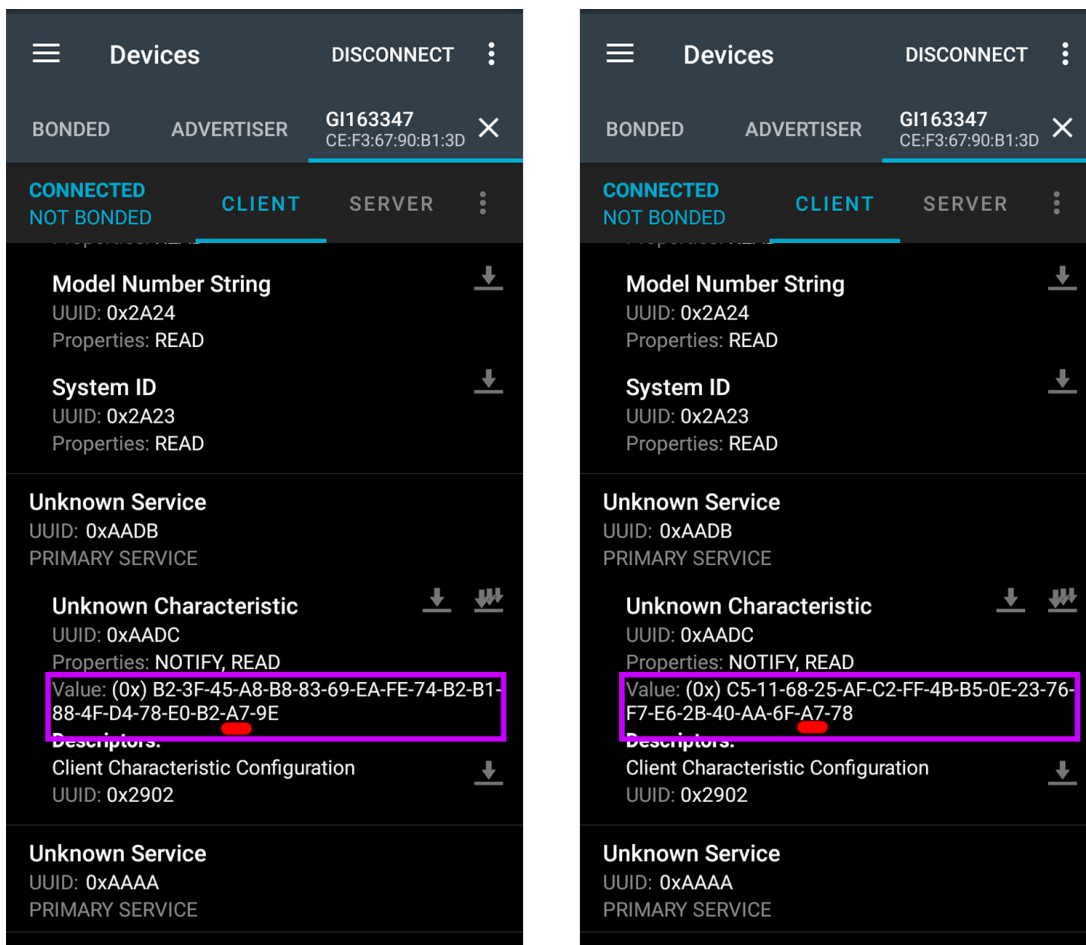 Devices DISCONNECT
BONDED ADVERTISER GI163347
CE:F3:67:90:B1:3D
CONNECTED
NOT BONDED CLIENT SERVER
Properties: READ
Model Number String
UUID: 0x2A24
Properties: READ
System ID
UUID: 0x2A23
Properties: READ
Unknown Service
UUID: 0xAADB
PRIMARY SERVICE
Unknown Characteristic
UUID: 0xAADC
Properties: NOTIFY, READ
Value: (0x) B2-3F-45-A8-B8-83-69-EA-FE-74-B2-B1-
88-4F-D4-78-E0-B2-A7-9E
Descriptors:
Client Characteristic Configuration
UUID: 0x2902
Unknown Service
UUID: 0xAAAA
PRIMARY SERVICE
Devices DISCONNECT
BONDED ADVERTISER GI163347
CE:F3:67:90:B1:3D
CONNECTED
NOT BONDED CLIENT SERVER
Properties: READ
Model Number String
UUID: 0x2A24
Properties: READ
System ID
UUID: 0x2A23
Properties: READ
Unknown Service
UUID: 0xAADB
PRIMARY SERVICE
Unknown Characteristic
UUID: 0xAADC
Properties: NOTIFY, READ
Value: (0x) C5-11-68-25-AF-C2-FF-4B-B5-0E-23-76-
F7-E6-2B-40-AA-6F-A7-78
Descriptors:
Client Characteristic Configuration
UUID: 0x2902
Unknown Service
UUID: 0xAAAA
PRIMARY SERVICE